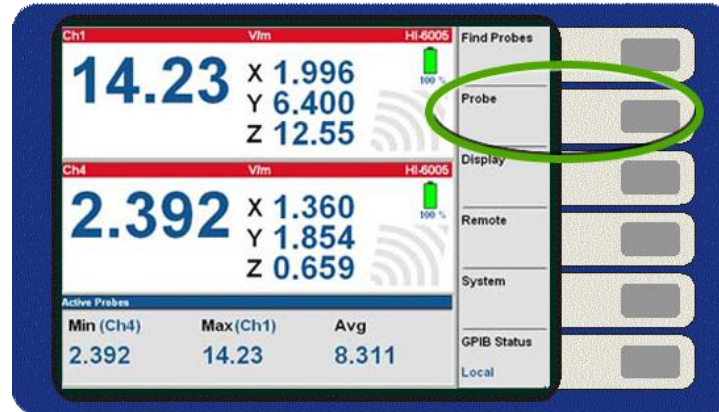 Ch1 V/m HI-6005
14.23
X 1.996
Y 6.400
Z 12.55
100 %
Ch4 V/m HI-6005
2.392
X 1.360
Y 1.854
Z 0.659
100 %
Active Probes
Min (Ch4) Max (Ch1) Avg
2.392 14.23 8.311
Find Probes
Probe
Display
Remote
System
GPIB Status
Local